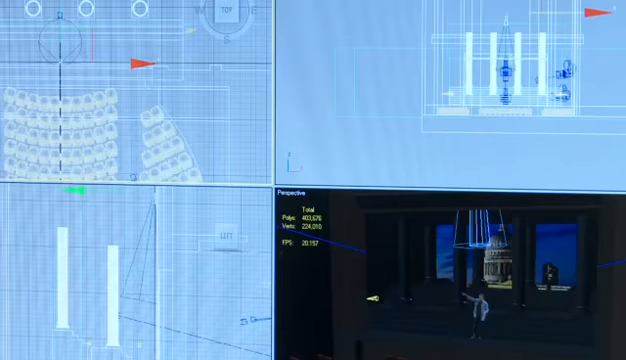 W
TOP
S
Perspective
Total
Polys: 403,676
Verts: 224,010
FPS: 20.157
LEFT